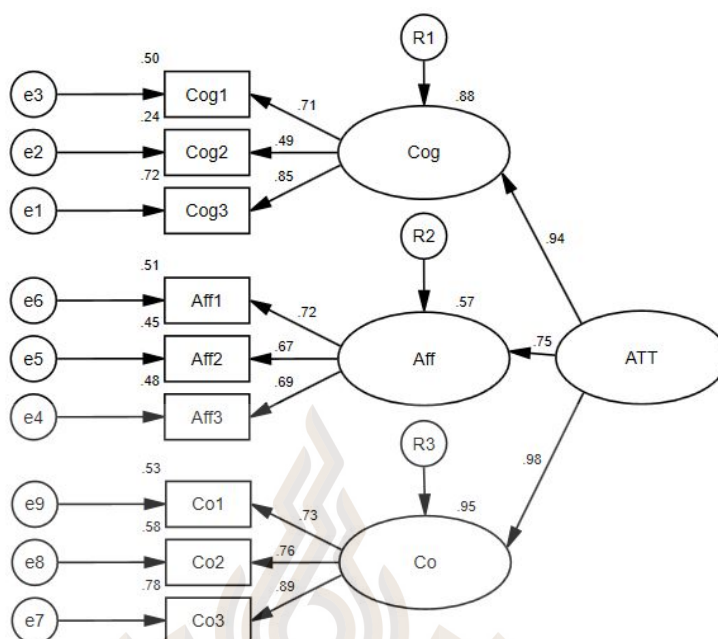 R1
.50
.88
e3
Cog1
.71
.24
e2
Cog2
.49
Cog
.72
.85
e1
Cog3
R2
.94
.51
.57
e6
Aff1
.72
.45
e5
Aff2
.67
Aff
.75
ATT
.48
.69
e4
Aff3
R3
.98
.53
.95
e9
Co1
.73
.58
e8
Co2
.76
Co
.78
.89
e7
Co3